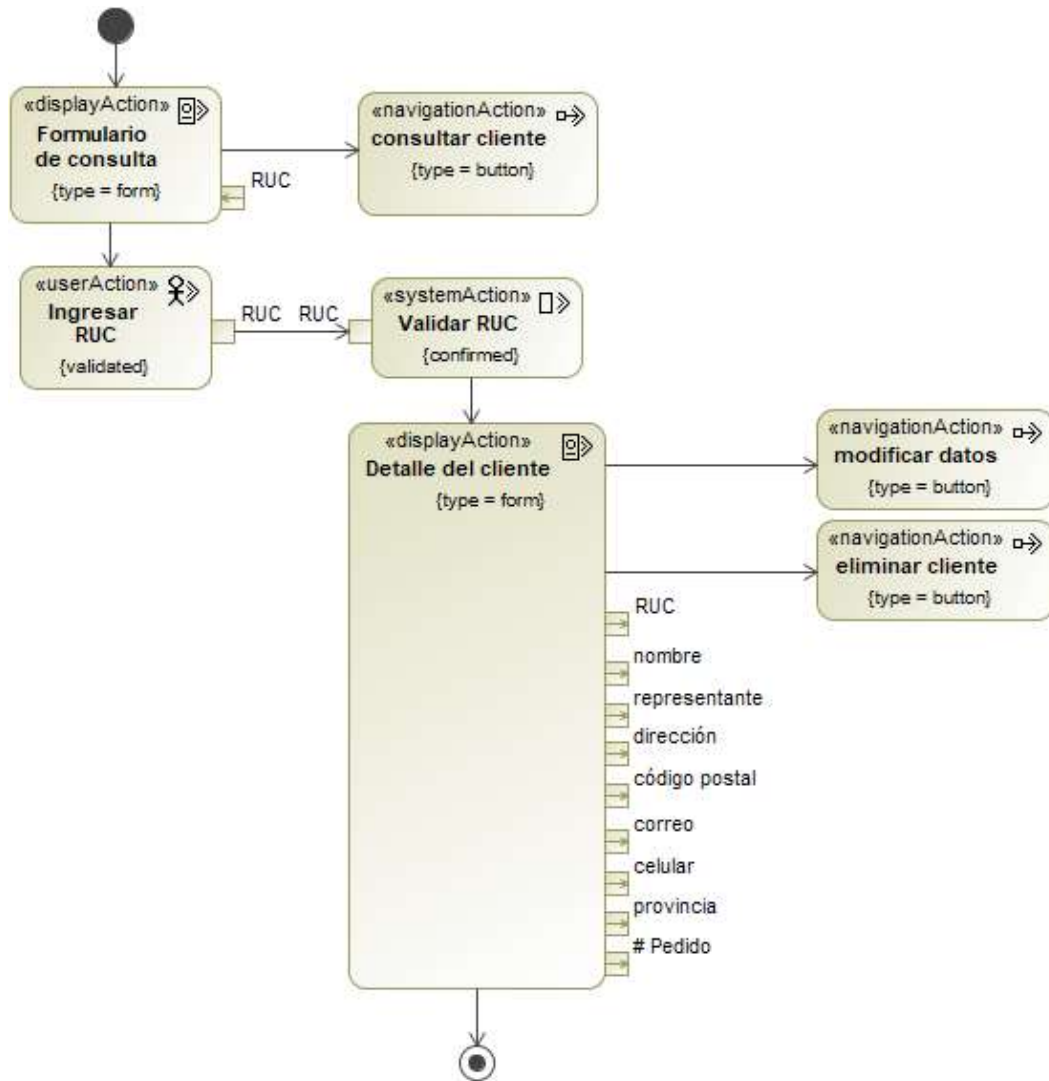 «displayAction»
Formulario
de consulta
{type = form}
RUC
«navigationAction»
consultar cliente
{type = button}
«userAction»
Ingresar
RUC
{validated}
RUC
RUC
«systemAction»
Validar RUC
{confirmed}
«displayAction»
Detalle del cliente
{type = form}
«navigationAction»
modificar datos
{type = button}
«navigationAction»
eliminar cliente
{type = button}
RUC
nombre
representante
dirección
código postal
correo
celular
provincia
# Pedido